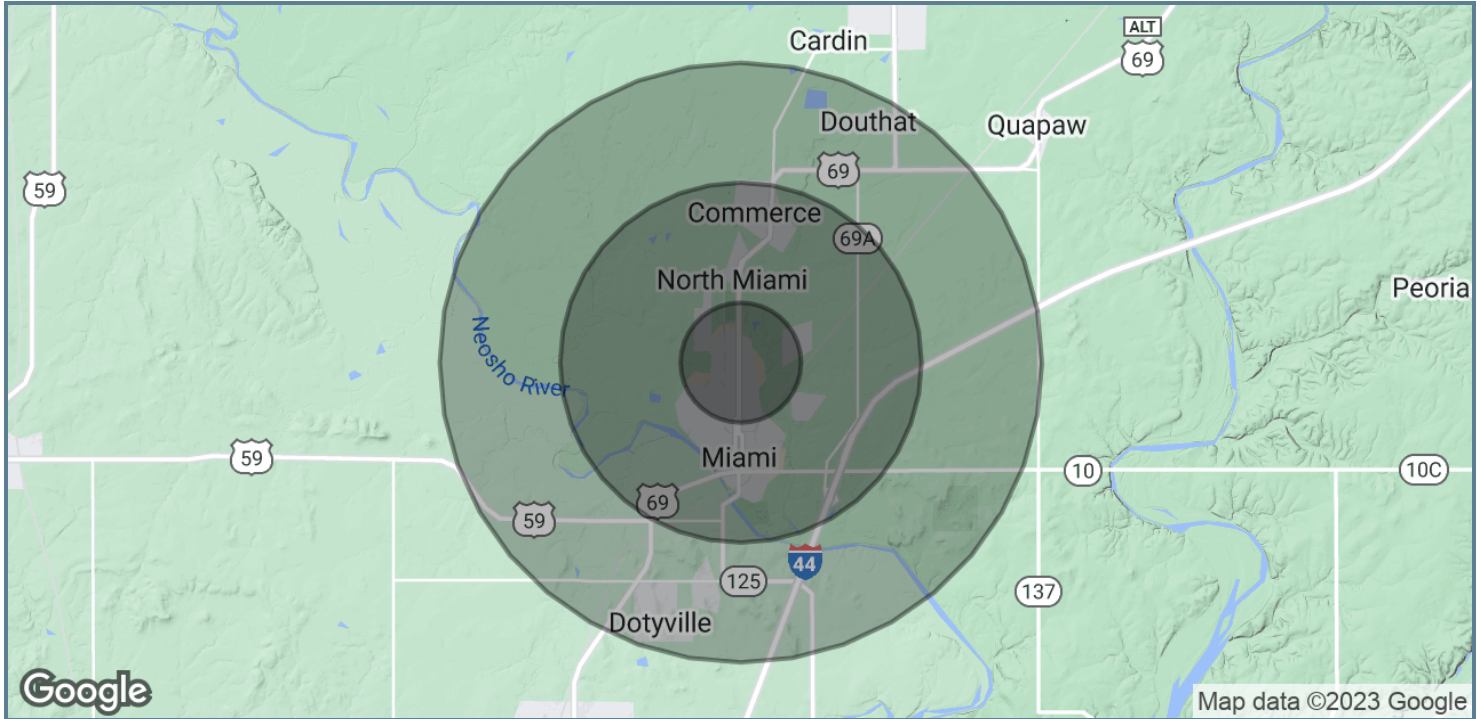 Cardin
ALT
69
Douthat
Quapaw
69
59
Commerce
69A
North Miami
Peoria
Neosho River
Miami
59
10
10C
69
59
44
125
137
Dotyville
Google
Map data ©2023 Google